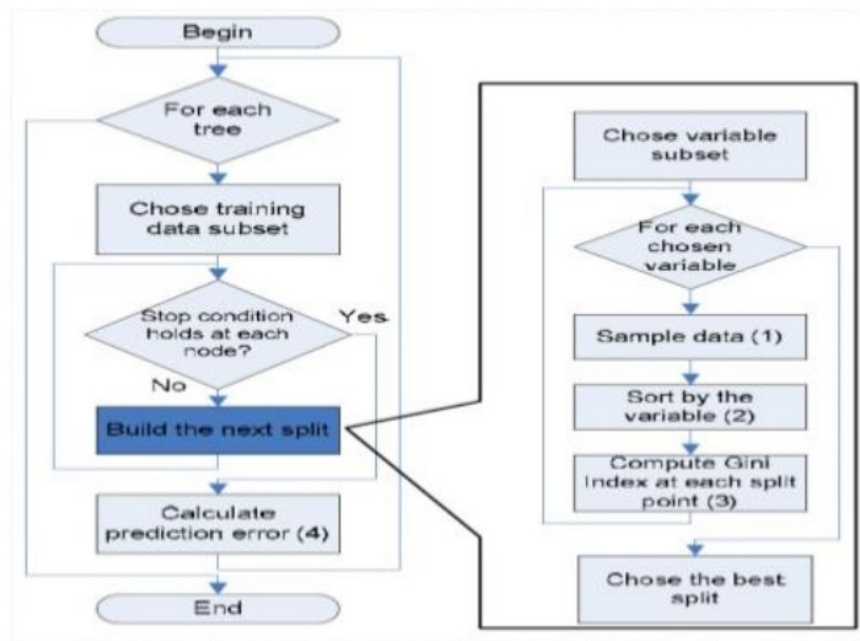 Begin
For each
tree
Chose training
data subset
Stop condition
holds at each
node?
Yes
No
Build the next split
Calculate
prediction error (4)
End
Chose variable
subset
For each
chosen
variable
Sample data (1)
Sort by the
variable (2)
Compute Gini
Index at each split
point (3)
Chose the best
split